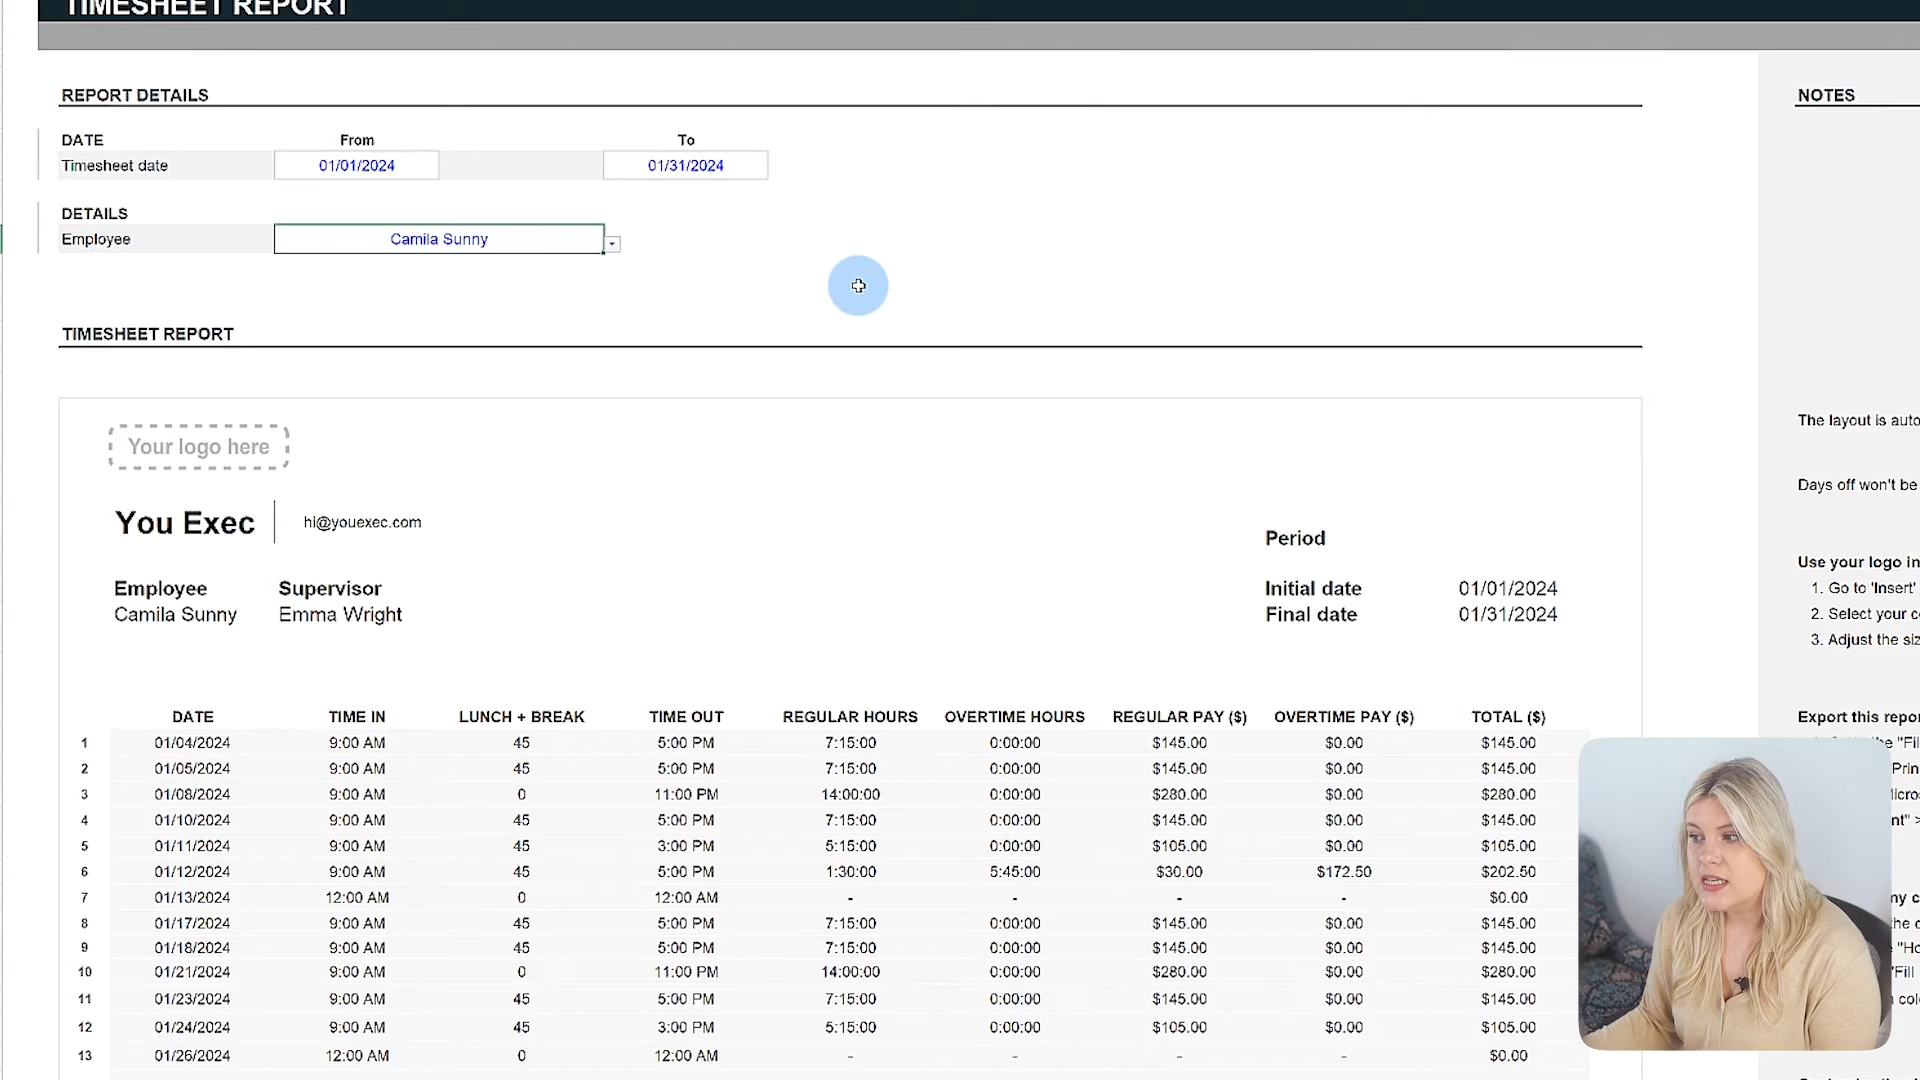 TIMESHEET REPORT
REPORT DETAILS
NOTES
DATE From To
Timesheet date 01/01/2024 01/31/2024
DETAILS
Employee Camila Sunny
TIMESHEET REPORT
Your logo here
The layout is auto
Days off won't be
You Exec hi@youexec.com
Period
Use your logo in
Employee Supervisor Initial date 01/01/2024
1. Go to 'Insert'
Camila Sunny Emma Wright Final date 01/31/2024
2. Select your
3. Adjust the
DATE TIME IN LUNCH + BREAK TIME OUT REGULAR HOURS OVERTIME HOURS REGULAR PAY ($) OVERTIME PAY ($) TOTAL ($)
Export this repor
1 01/04/2024 9:00 AM 45 5:00 PM 7:15:00 0:00:00 $145.00 $0.00 $145.00
2 01/05/2024 9:00 AM 45 5:00 PM 7:15:00 0:00:00 $145.00 $0.00 $145.00
3 01/08/2024 9:00 AM 0 11:00 PM 14:00:00 0:00:00 $280.00 $0.00 $280.00
4 01/10/2024 9:00 AM 45 5:00 PM 7:15:00 0:00:00 $145.00 $0.00 $145.00
5 01/11/2024 9:00 AM 45 3:00 PM 5:15:00 0:00:00 $105.00 $0.00 $105.00
6 01/12/2024 9:00 AM 45 5:00 PM 1:30:00 5:45:00 $30.00 $172.50 $202.50
7 01/13/2024 12:00 AM 0 12:00 AM - - - - $0.00
8 01/17/2024 9:00 AM 45 5:00 PM 7:15:00 0:00:00 $145.00 $0.00 $145.00
9 01/18/2024 9:00 AM 45 5:00 PM 7:15:00 0:00:00 $145.00 $0.00 $145.00
10 01/21/2024 9:00 AM 0 11:00 PM 14:00:00 0:00:00 $280.00 $0.00 $280.00
11 01/23/2024 9:00 AM 45 5:00 PM 7:15:00 0:00:00 $145.00 $0.00 $145.00
12 01/24/2024 9:00 AM 45 3:00 PM 5:15:00 0:00:00 $105.00 $0.00 $105.00
13 01/26/2024 12:00 AM 0 12:00 AM - - - - $0.00